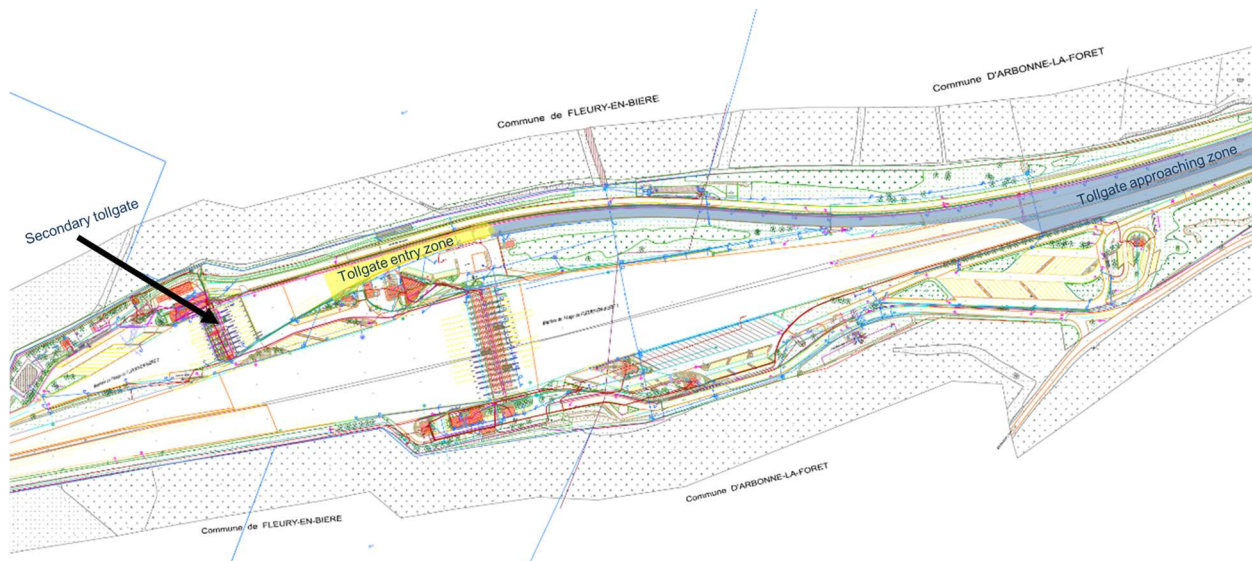 Commune D'ARBONNE-LA-FORET
Commune de FLEURY-EN-BIERE
Tollgate approaching zone
Secondary tollgate
Tollgate entry zone
Commune D'ARBONNE-LA-FORET
Commune de FLEURY-EN-BIERE